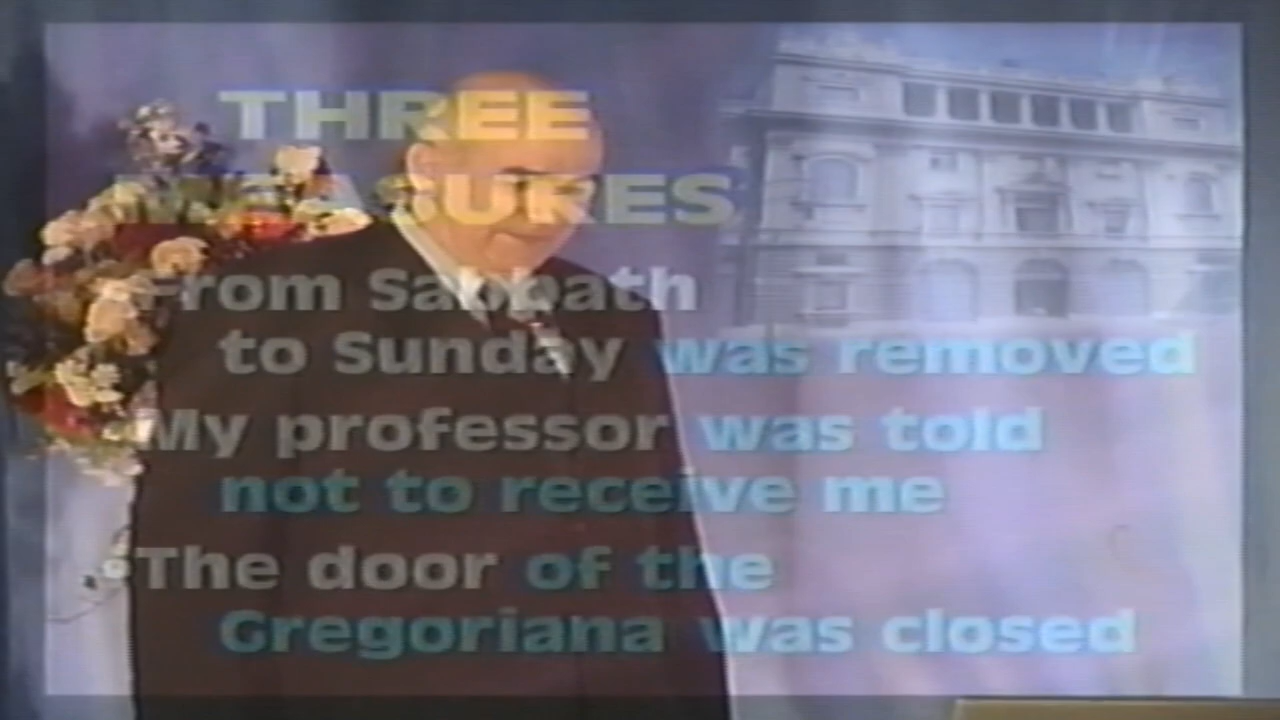 THREE
MEASURES
From Sabbath
to Sunday was removed
My professor was told
not to receive me
•The door of the
Gregoriana was closed